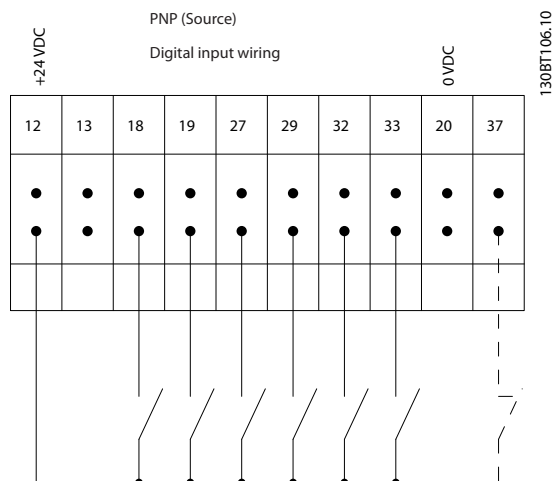 PNP (Source)
Digital input wiring
+24 VDC
0 VDC
130BT106.10
12 13 18 19 27 29 32 33 20 37